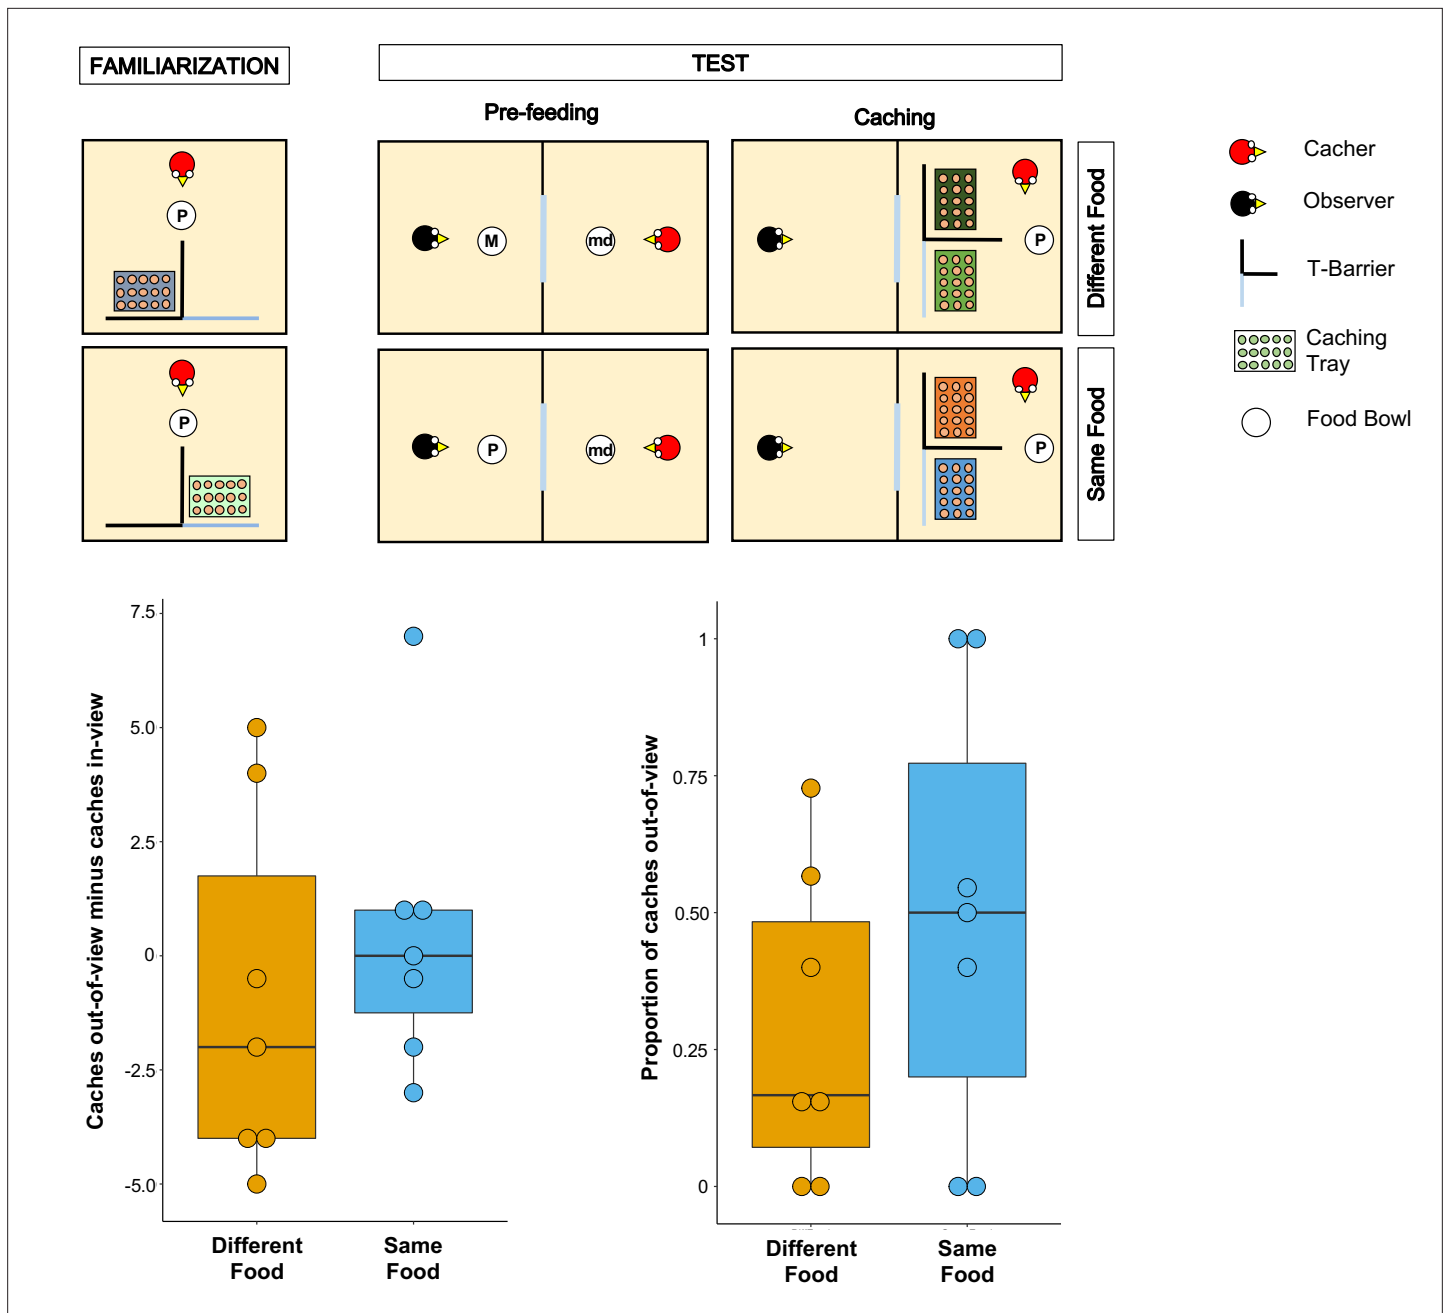 FAMILIARIZATION
TEST
Pre-feeding
Caching
P
M
md
P
Different Food
P
P
md
P
Same Food
Cacher
Observer
T-Barrier
Caching
Tray
Food Bowl
Caches out-of-view minus caches in-view
7.5
5.0
2.5
0
-2.5
-5.0
Different
Food
Same
Food
Proportion of caches out-of-view
1
0.75
0.50
0.25
0
Different
Food
Same
Food